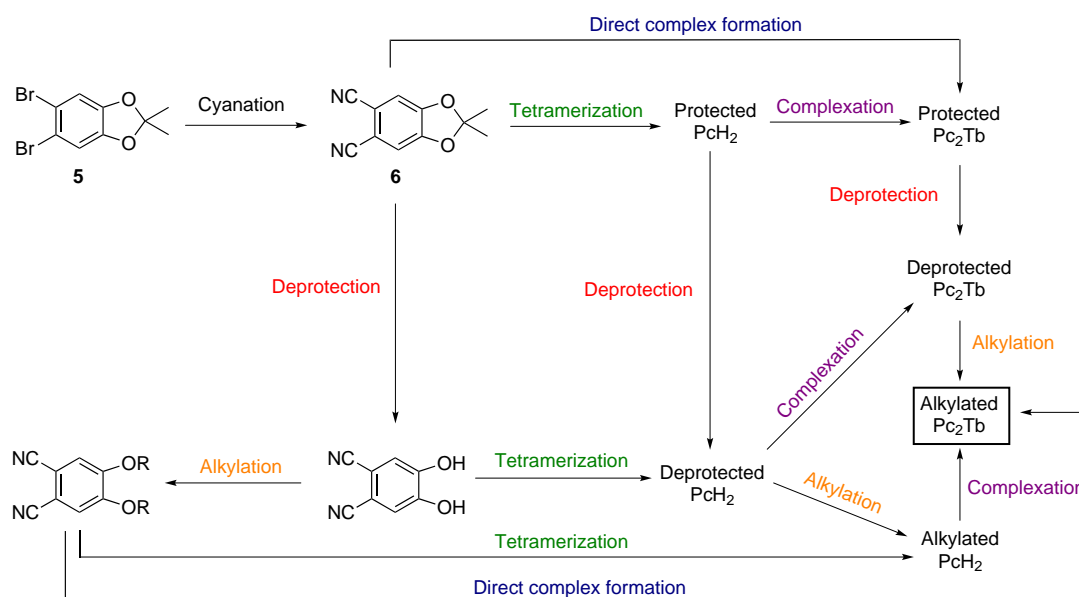 Direct complex formation
Br
Br
O
O
5
Cyanation
NC
NC
O
O
6
Tetramerization
Protected
PcH2
Complexation
Protected
Pc2Tb
Deprotection
Deprotection
Deprotection
Deprotected
Pc2Tb
Complexation
Alkylation
Alkylated
Pc2Tb
NC
NC
OR
OR
Alkylation
NC
NC
OH
OH
Tetramerization
Deprotected
PcH2
Alkylation
Complexation
Alkylated
PcH2
Tetramerization
Direct complex formation